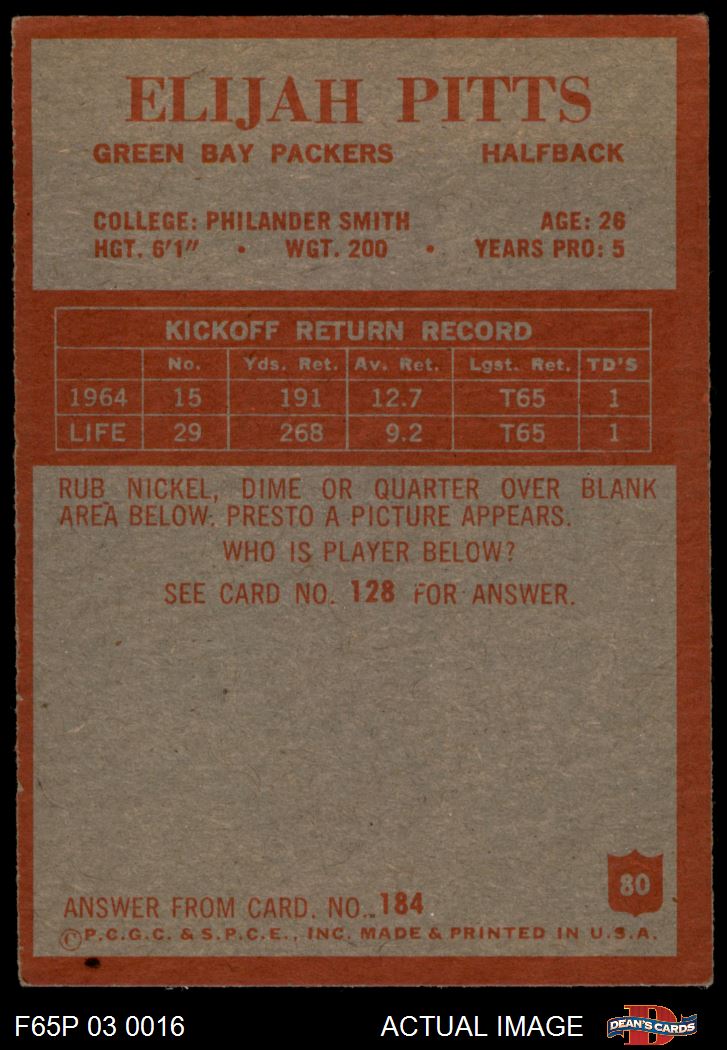 ELIJAH PITTS
GREEN BAY PACKERS HALFBACK
COLLEGE: PHILANDER SMITH AGE: 26
HGT. 6'1" • WGT. 200 • YEARS PRO: 5
KICKOFF RETURN RECORD
No. Yds. Ret. Av. Ret. Lgst. Ret. TD'S
1964 15 191 12.7 T65 1
LIFE 29 268 9.2 T65 1
RUB NICKEL, DIME OR QUARTER OVER BLANK
AREA BELOW. PRESTO A PICTURE APPEARS.
WHO IS PLAYER BELOW?
SEE CARD NO. 128 FOR ANSWER.
80
ANSWER FROM CARD. NO. 184
©P.C.G.C. & S.P.C.E., INC. MADE & PRINTED IN U.S.A.
F65P 03 0016 ACTUAL IMAGE D DEAN'S CARDS